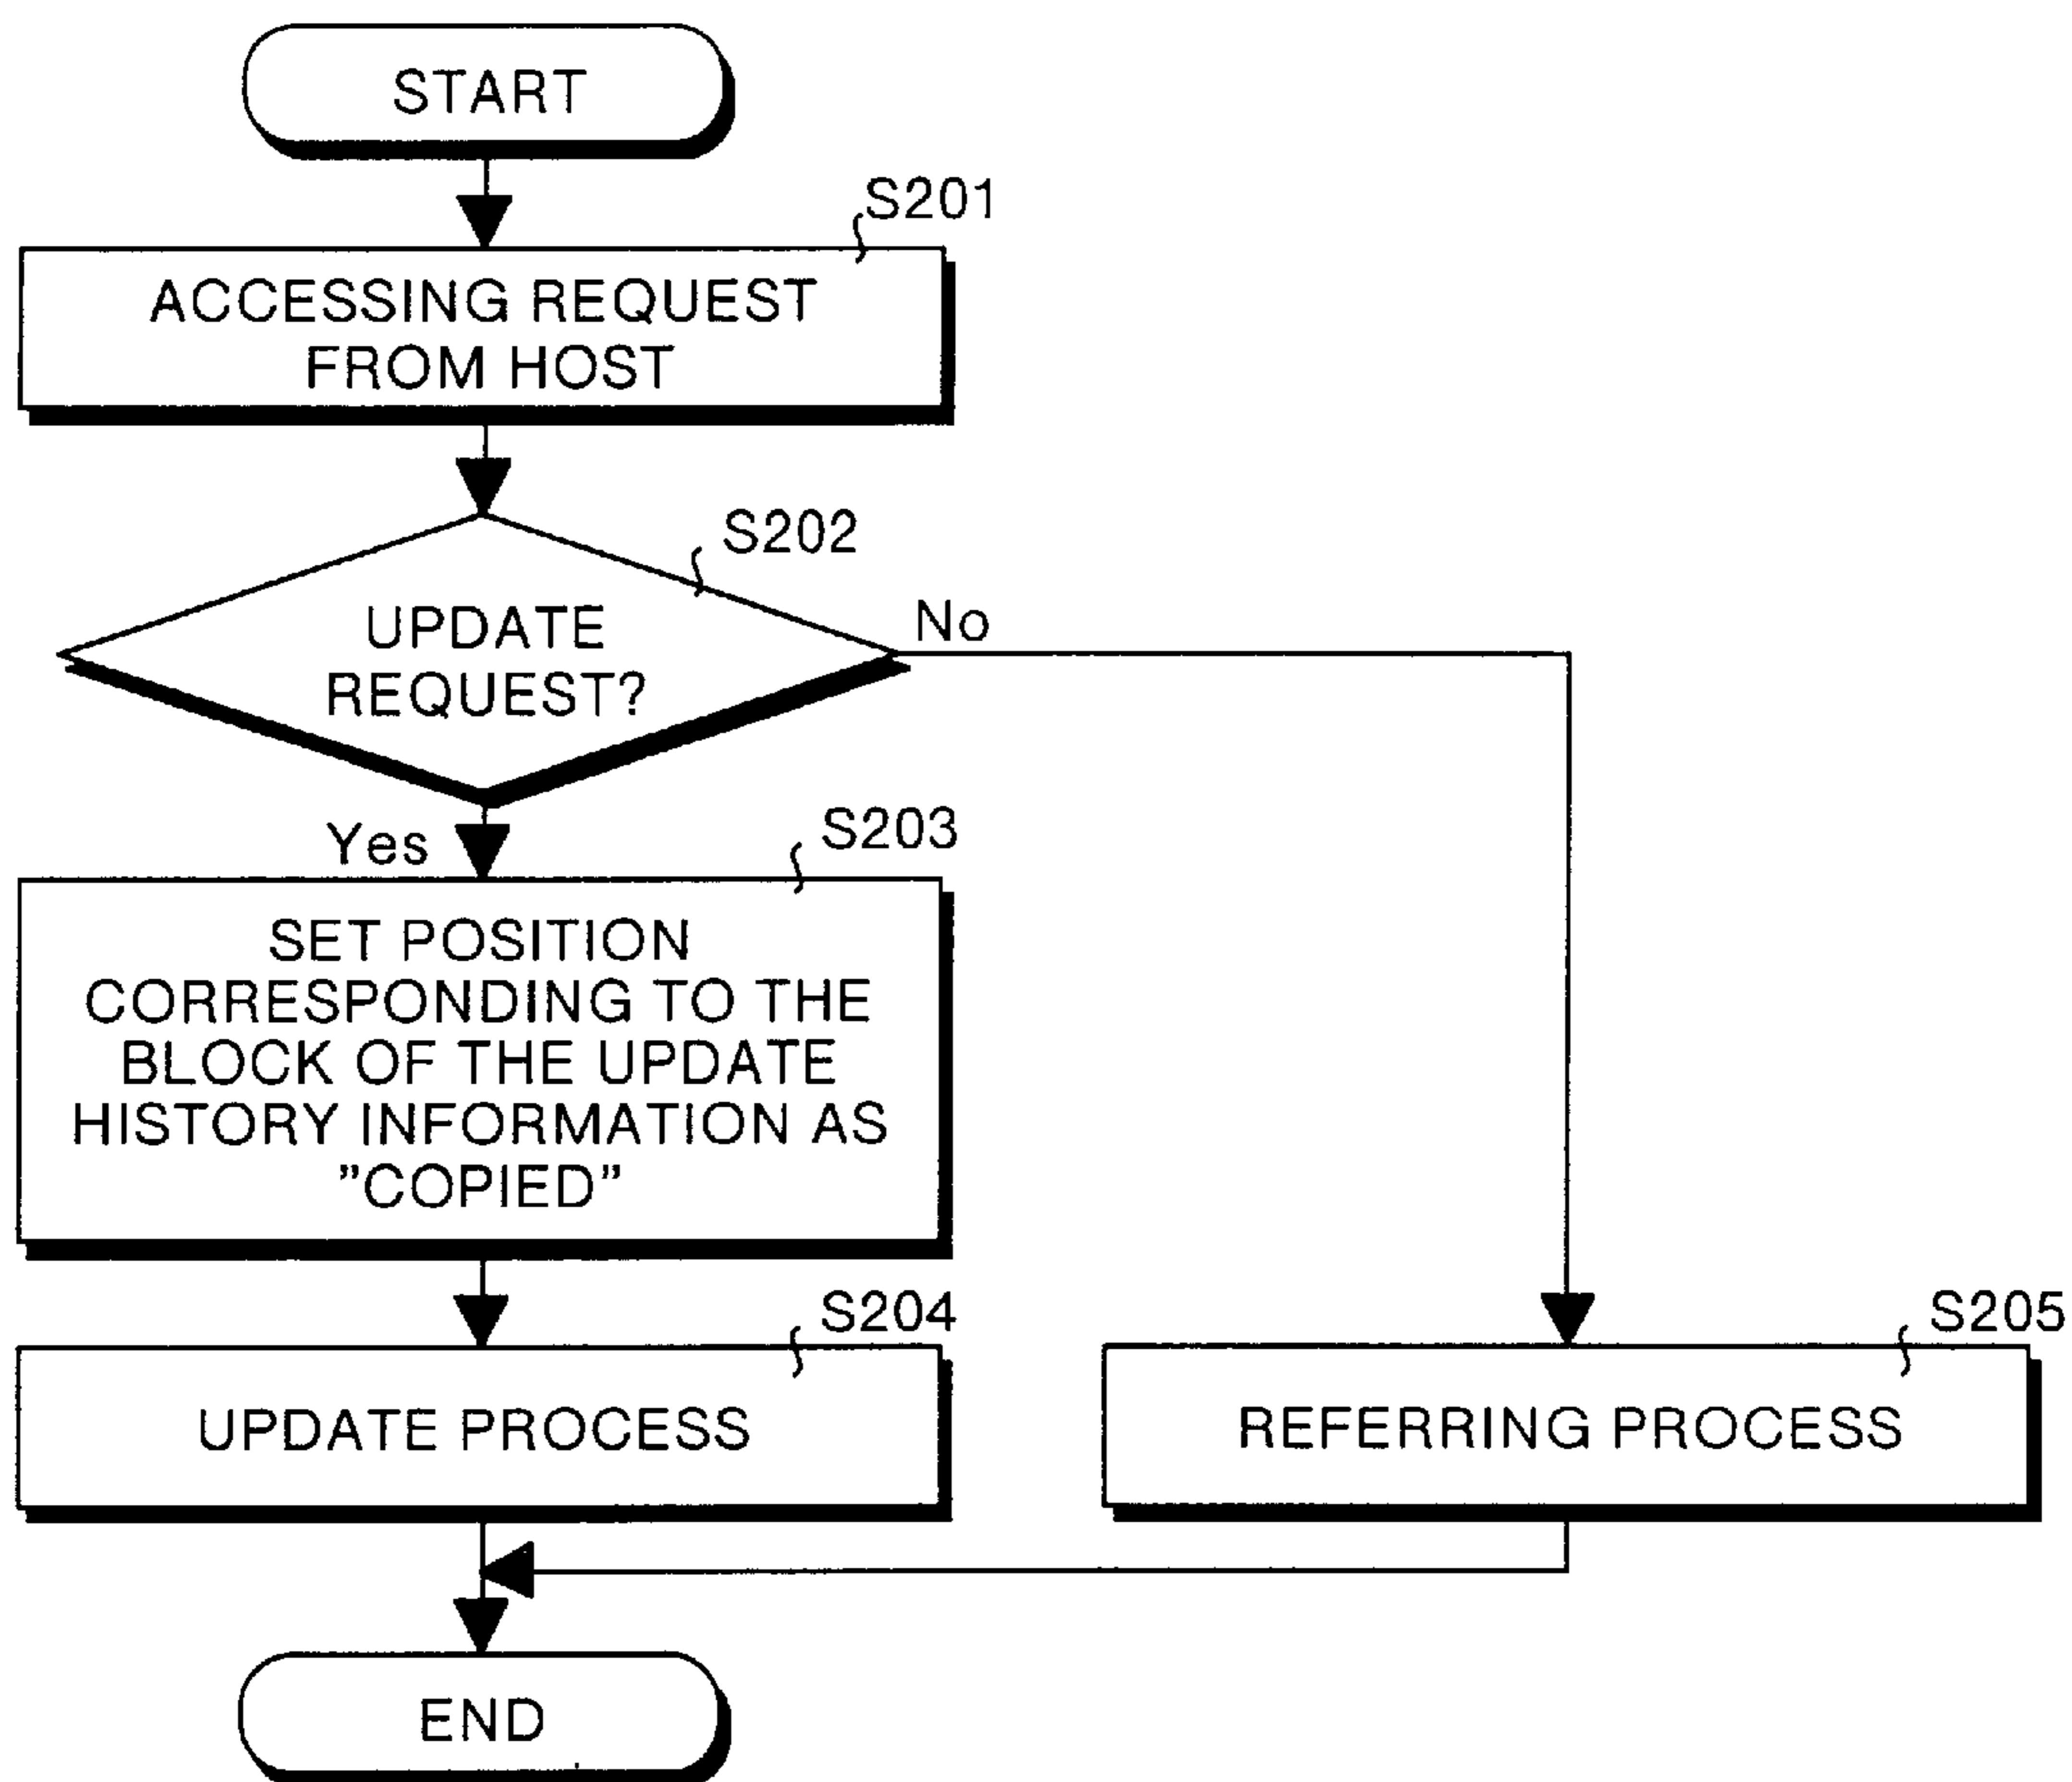 START
S201
ACCESSING REQUEST
FROM HOST
S202
UPDATE
REQUEST?
No
Yes
S203
SET POSITION
CORRESPONDING TO THE
BLOCK OF THE UPDATE
HISTORY INFORMATION AS
”COPIED”
S204
UPDATE PROCESS
S205
REFERRING PROCESS
END